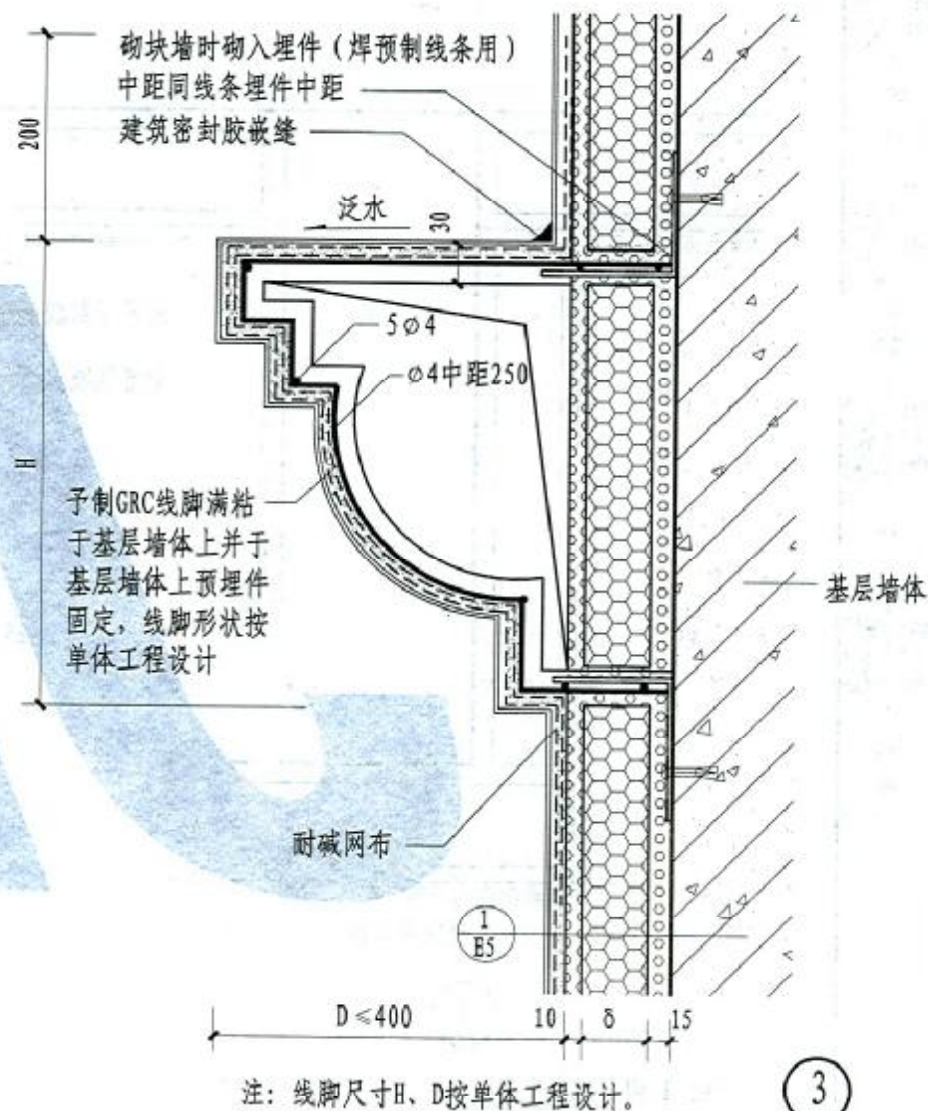 砌块墙时砌入埋件（焊预制线条用）
中距同线条埋件中距
建筑密封胶嵌缝
200
泛水
30
5∅4
∅4中距250
H
予制GRC线脚满粘
于基层墙体上并于
基层墙体上预埋件
固定，线脚形状按
单体工程设计
基层墙体
耐碱网布
1
E5
D≤400
10
δ
15
注：线脚尺寸H、D按单体工程设计。
3